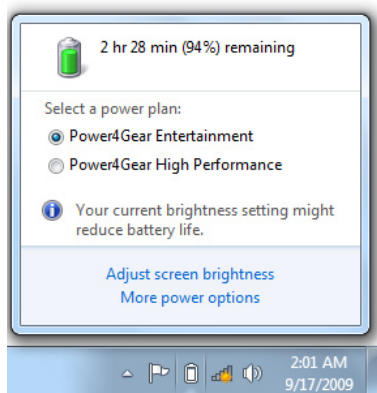 2 hr 28 min (94%) remaining
Select a power plan:
Power4Gear Entertainment
Power4Gear High Performance
Your current brightness setting might
reduce battery life.
Adjust screen brightness
More power options
2:01 AM
9/17/2009